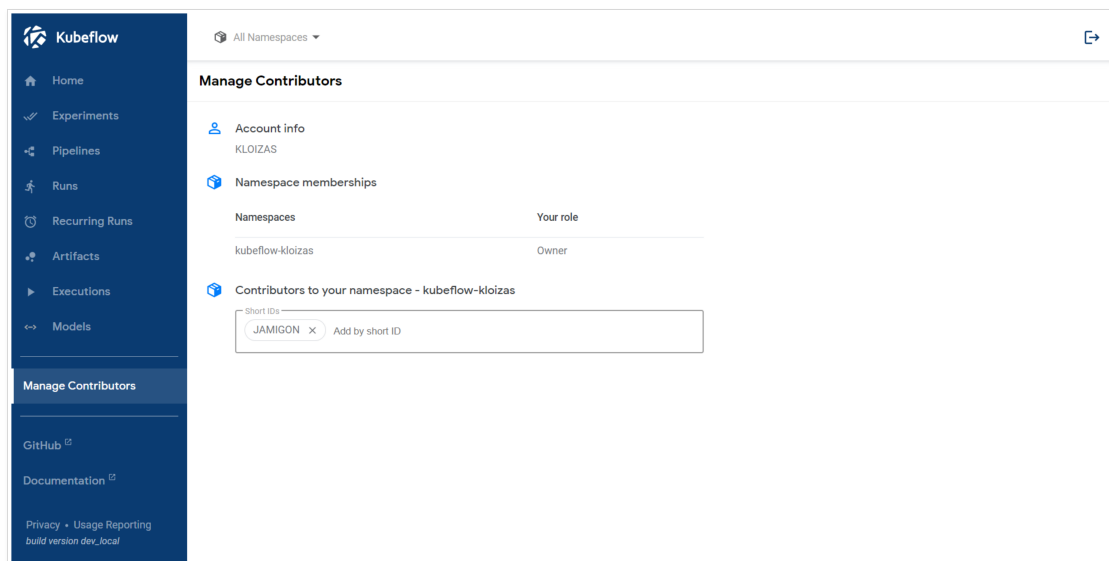 Kubeflow
All Namespaces
Home
Experiments
Pipelines
Runs
Recurring Runs
Artifacts
Executions
Models
Manage Contributors
GitHub
Documentation
Privacy • Usage Reporting
build version dev_local
Manage Contributors
Account info
KLOIZAS
Namespace memberships
Namespaces Your role
kubeflow-kloizas Owner
Contributors to your namespace - kubeflow-kloizas
Short IDs
JAMIGON × Add by short ID